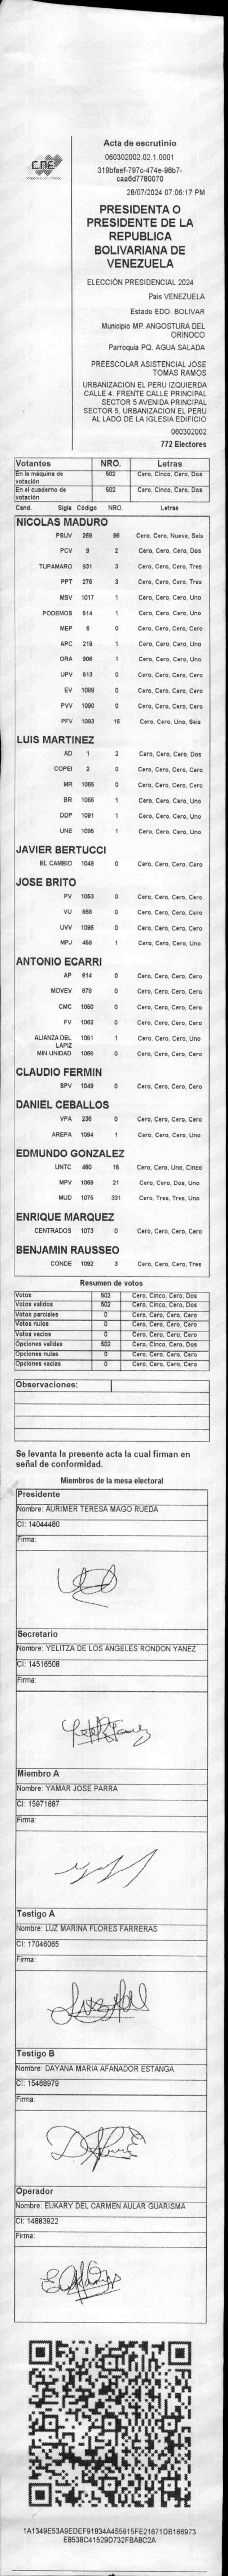 CNE
Acta de escrutinio
060302002.02.1.0001
319bfaef-797c-474e-98b7-
caa6d7780070
28/07/2024 07:06:17 PM
PRESIDENTA O
PRESIDENTE DE LA
REPUBLICA
BOLIVARIANA DE
VENEZUELA
ELECCIÓN PRESIDENCIAL 2024
Pais VENEZUELA
Estado EDO. BOLIVAR
Municipio MP. ANGOSTURA DEL
ORINOCO
Parroquia PQ. AGUA SALADA
PREESCOLAR ASISTENCIAL JOSE
TOMAS RAMOS
URBANIZACION EL PERU IZQUIERDA
CALLE 4. FRENTE CALLE PRINCIPAL
SECTOR 5 AVENIDA PRINCIPAL
SECTOR 5, URBANIZACION EL PERU
AL LADO DE LA IGLESIA EDIFICIO
060302002
772 Electores
Votantes NRO. Letras
En la máquina de votación 502 Cero, Cinco, Cero, Dos
En el cuaderno de votación 502 Cero, Cinco, Cero, Dos
Cand. Sigla Código NRO. Letras
NICOLAS MADURO
PSUV 269 96 Cero, Cero, Nueve, Seis
PCV 9 2 Cero, Cero, Cero, Dos
TUPAMARO 931 3 Cero, Cero, Cero, Tres
PPT 276 3 Cero, Cero, Cero, Tres
MSV 1017 1 Cero, Cero, Cero, Uno
PODEMOS 514 1 Cero, Cero, Cero, Uno
MEP 6 0 Cero, Cero, Cero, Cero
APC 219 1 Cero, Cero, Cero, Uno
ORA 906 1 Cero, Cero, Cero, Uno
UPV 513 0 Cero, Cero, Cero, Cero
EV 1089 0 Cero, Cero, Cero, Cero
PVV 1090 0 Cero, Cero, Cero, Cero
PFV 1093 16 Cero, Cero, Uno, Seis
LUIS MARTINEZ
AD 1 2 Cero, Cero, Cero, Dos
COPEI 2 0 Cero, Cero, Cero, Cero
MR 1065 0 Cero, Cero, Cero, Cero
BR 1066 1 Cero, Cero, Cero, Uno
DDP 1091 1 Cero, Cero, Cero, Uno
UNE 1095 1 Cero, Cero, Cero, Uno
JAVIER BERTUCCI
EL CAMBIO 1048 0 Cero, Cero, Cero, Cero
JOSE BRITO
PV 1053 0 Cero, Cero, Cero, Cero
VU 868 0 Cero, Cero, Cero, Cero
UVV 1096 0 Cero, Cero, Cero, Cero
MPJ 458 1 Cero, Cero, Cero, Uno
ANTONIO ECARRI
AP 614 0 Cero, Cero, Cero, Cero
MOVEV 678 0 Cero, Cero, Cero, Cero
CMC 1050 0 Cero, Cero, Cero, Cero
FV 1062 0 Cero, Cero, Cero, Cero
ALIANZA DEL LAPIZ 1051 1 Cero, Cero, Cero, Uno
MIN UNIDAD 1068 0 Cero, Cero, Cero, Cero
CLAUDIO FERMIN
SPV 1049 0 Cero, Cero, Cero, Cero
DANIEL CEBALLOS
VPA 236 0 Cero, Cero, Cero, Cero
AREPA 1094 1 Cero, Cero, Cero, Uno
EDMUNDO GONZALEZ
UNTC 460 15 Cero, Cero, Uno, Cinco
MPV 1069 21 Cero, Cero, Dos, Uno
MUD 1075 331 Cero, Tres, Tres, Uno
ENRIQUE MARQUEZ
CENTRADOS 1073 0 Cero, Cero, Cero, Cero
BENJAMIN RAUSSEO
CONDE 1092 3 Cero, Cero, Cero, Tres
Resumen de votos
Votos 502 Cero, Cinco, Cero, Dos
Votos validos 502 Cero, Cinco, Cero, Dos
Votos parciales 0 Cero, Cero, Cero, Cero
Votos nulos 0 Cero, Cero, Cero, Cero
Votos vacios 0 Cero, Cero, Cero, Cero
Opciones validas 502 Cero, Cinco, Cero, Dos
Opciones nulas 0 Cero, Cero, Cero, Cero
Opciones vacias 0 Cero, Cero, Cero, Cero
Observaciones:
Se levanta la presente acta la cual firman en
señal de conformidad.
Miembros de la mesa electoral
Presidente
Nombre: AURIMER TERESA MAGO RUEDA
CI: 14044480
Firma:
Secretario
Nombre: YELITZA DE LOS ANGELES RONDON YANEZ
CI: 14516508
Firma:
Miembro A
Nombre: YAMAR JOSE PARRA
CI: 15971687
Firma:
Testigo A
Nombre: LUZ MARINA FLORES FARRERAS
CI: 17046065
Firma:
Testigo B
Nombre: DAYANA MARIA AFANADOR ESTANGA
CI: 15466979
Firma:
Operador
Nombre: EUKARY DEL CARMEN AULAR GUARISMA
CI: 14883922
Firma:
1A1349E53A9EDEF91834A455915FE21671DB166973
E8538C41529D732FBA8C2A